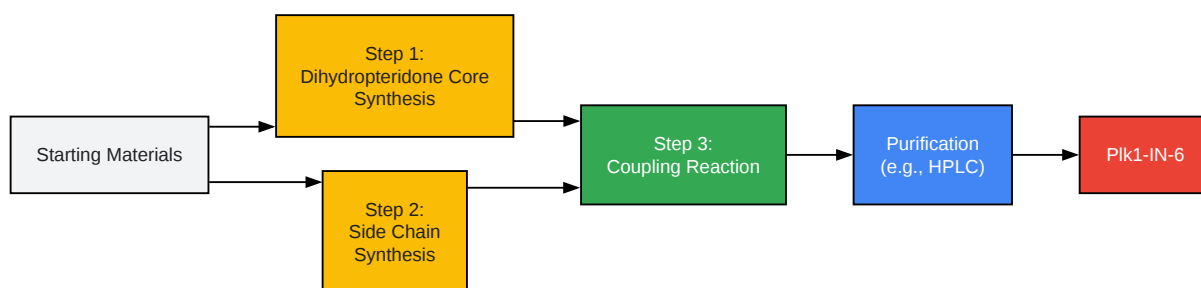 Starting Materials
Step 1:
Dihydropteridone Core
Synthesis
Step 2:
Side Chain
Synthesis
Step 3:
Coupling Reaction
Purification
(e.g., HPLC)
Plk1-IN-6